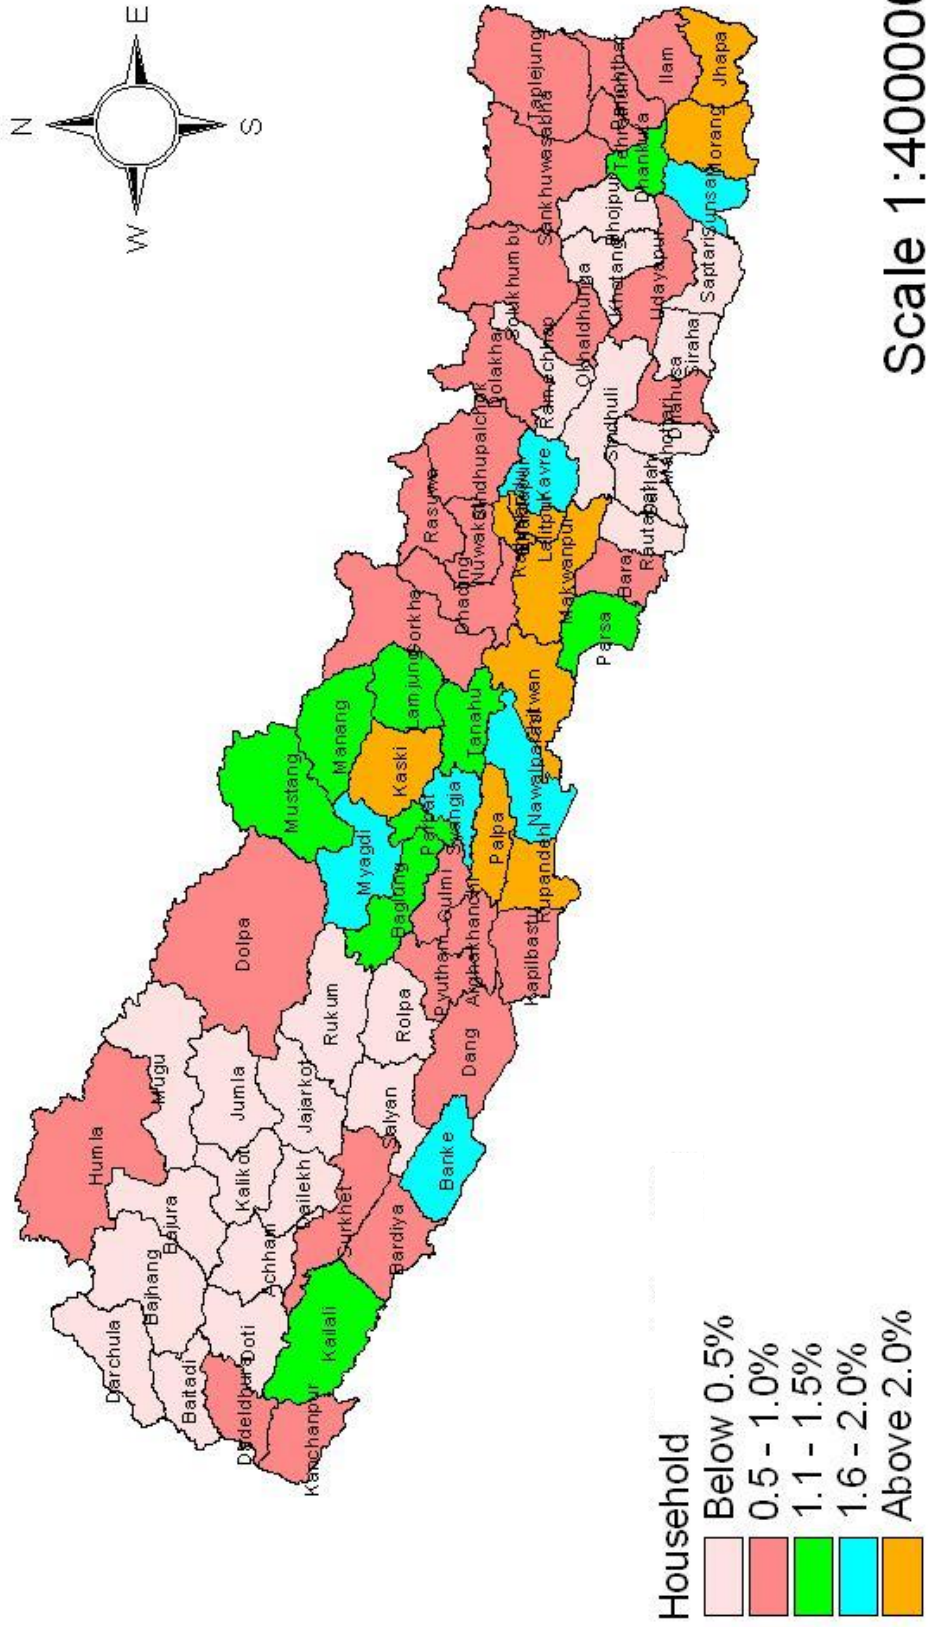 N
E
S
W
Humla
Darchula
Bajhang
Mugu
Bajura
Baitadi
Dolpa
Jumla
Kalikot
Doti
Achham
Dadeldhura
Mustang
Rukum
Jajarkot
Dailekh
Kailali
Kanchanpur
Surkhet
Manang
Myagdi
Salyan
Rolpa
Bardiya
Kaski
Lamjung
Gorkha
Baglung
Parbat
Banke
Dang
Pyuthan
Gulmi
Syangja
Tanahu
Dhading
Rasuwa
Arghakhanchi
Palpa
Nuwakot
Sindhupalchok
Dolakha
Kapilbastu
Rupandehi
Nawalparasi
Chitwan
Lalitpur
Kavre
Ramechhap
Solukhumbu
Sankhuwasabha
Taplejung
Makwanpur
Parsa
Bara
Rautahat
Sarlahi
Mahottari
Dhanusa
Sindhuli
Okhaldhunga
Khotang
Bhojpur
Dhankuta
Udayapur
Siraha
Saptari
Sunsari
Morang
Ilam
Jhapa
Household
Below 0.5%
0.5 - 1.0%
1.1 - 1.5%
1.6 - 2.0%
Above 2.0%
Scale 1:400000